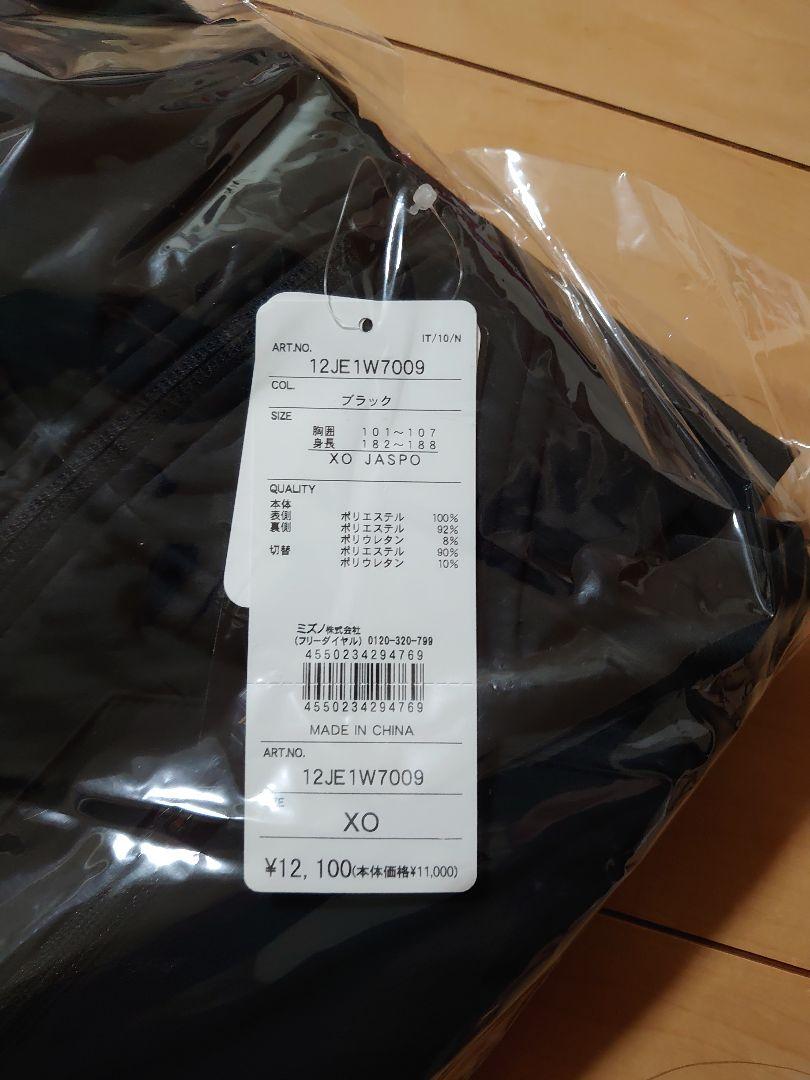 IT/10/N
ART.NO.
12JE1W7009
COL.
ブラック
SIZE
胸囲 101～107
身長 182～188
XO JASPO
QUALITY
本体
表側 ポリエステル 100%
裏側 ポリエステル 92%
ポリウレタン 8%
切替 ポリエステル 90%
ポリウレタン 10%
ミズノ株式会社
(フリーダイヤル) 0120-320-799
4550234294769
4550234294769
MADE IN CHINA
ART.NO.
12JE1W7009
ZE
XO
¥12,100(本体価格¥11,000)